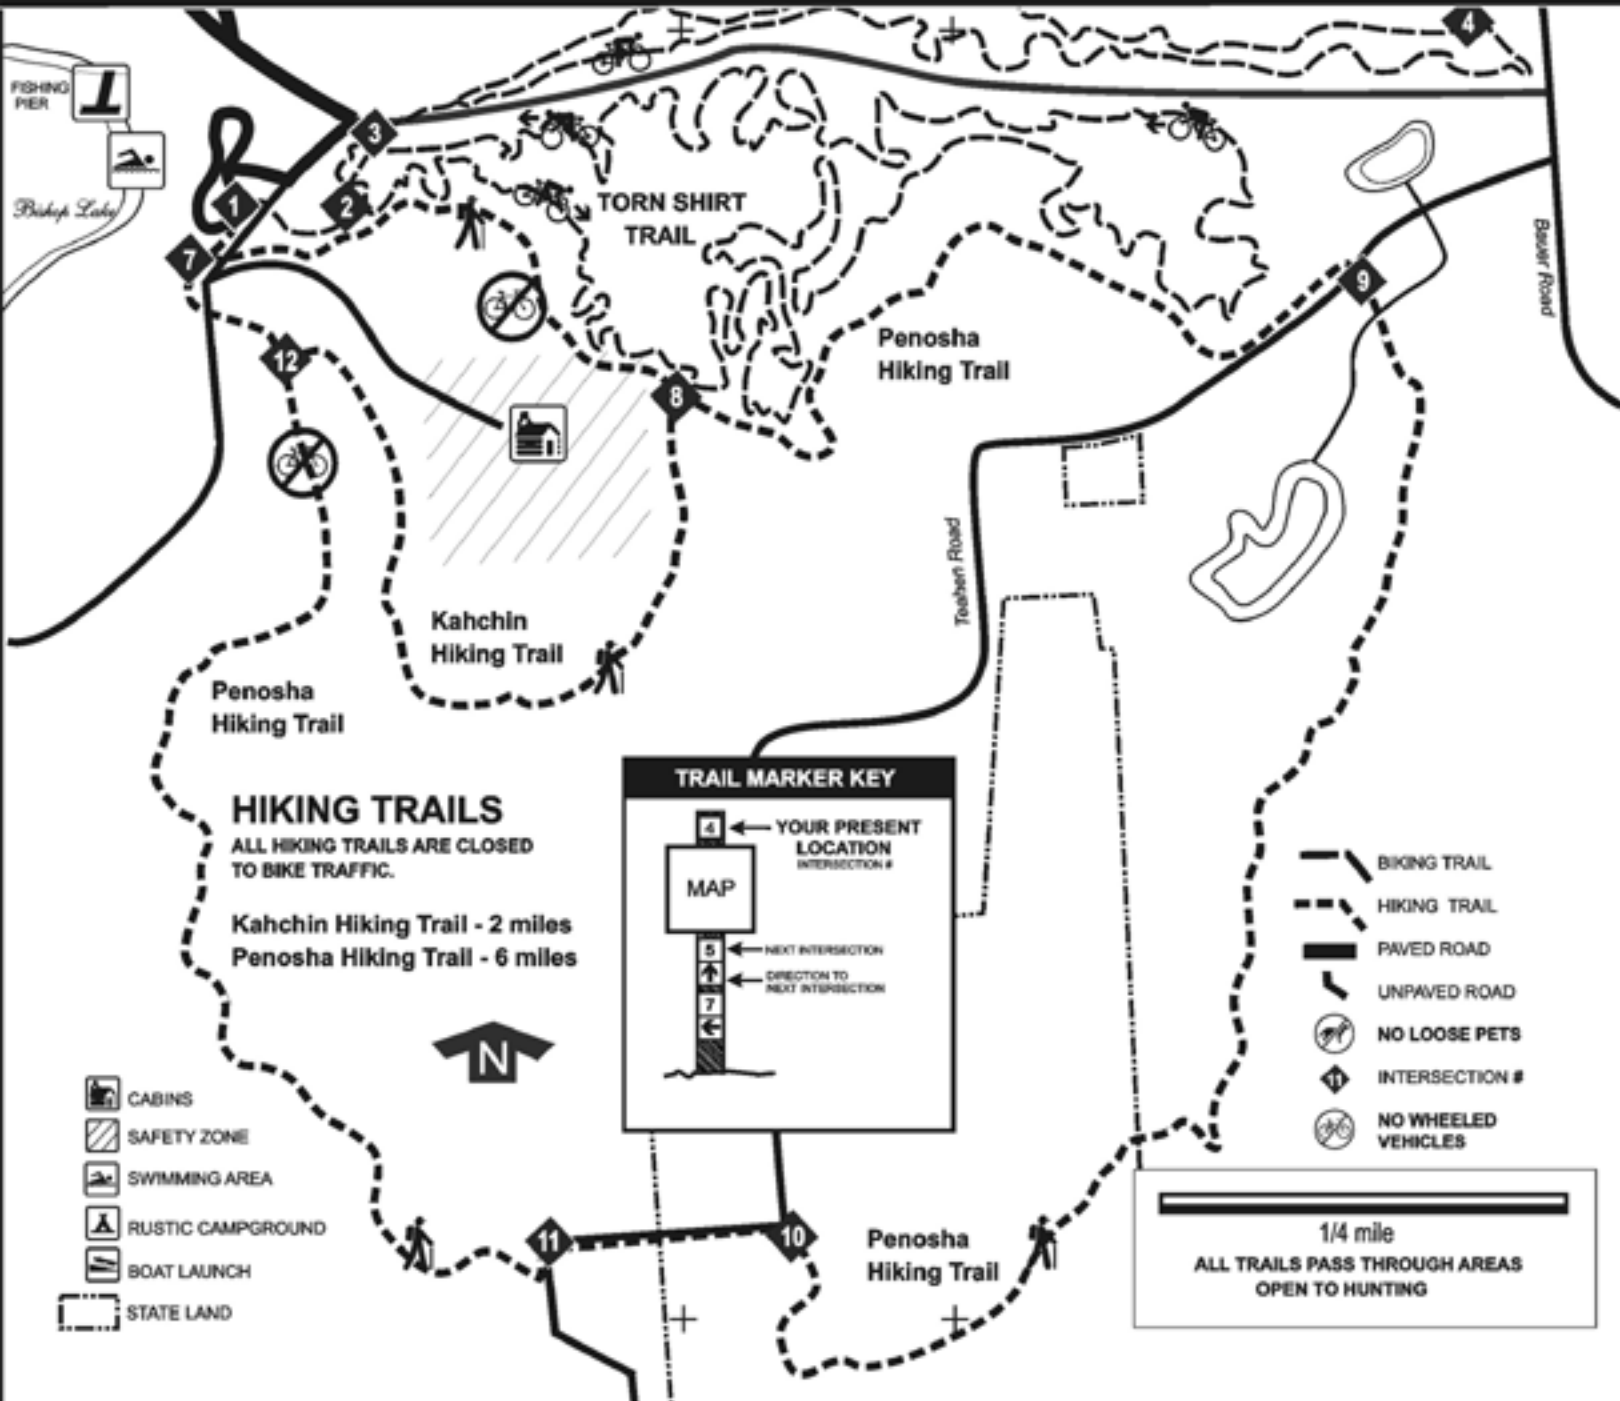 4
FISHING
PIER
3
Bishop Lake
1
2
7
TORN SHIRT
TRAIL
Bauer Road
9
Penosha
Hiking Trail
12
8
Teahen Road
Kahchin
Hiking Trail
Penosha
Hiking Trail
HIKING TRAILS
ALL HIKING TRAILS ARE CLOSED
TO BIKE TRAFFIC.
Kahchin Hiking Trail - 2 miles
Penosha Hiking Trail - 6 miles
N
TRAIL MARKER KEY
4
YOUR PRESENT
LOCATION
INTERSECTION #
MAP
5
NEXT INTERSECTION
DIRECTION TO
NEXT INTERSECTION
7
BIKING TRAIL
HIKING TRAIL
PAVED ROAD
UNPAVED ROAD
NO LOOSE PETS
11
INTERSECTION #
NO WHEELED
VEHICLES
CABINS
SAFETY ZONE
SWIMMING AREA
RUSTIC CAMPGROUND
BOAT LAUNCH
STATE LAND
11
10
Penosha
Hiking Trail
1/4 mile
ALL TRAILS PASS THROUGH AREAS
OPEN TO HUNTING